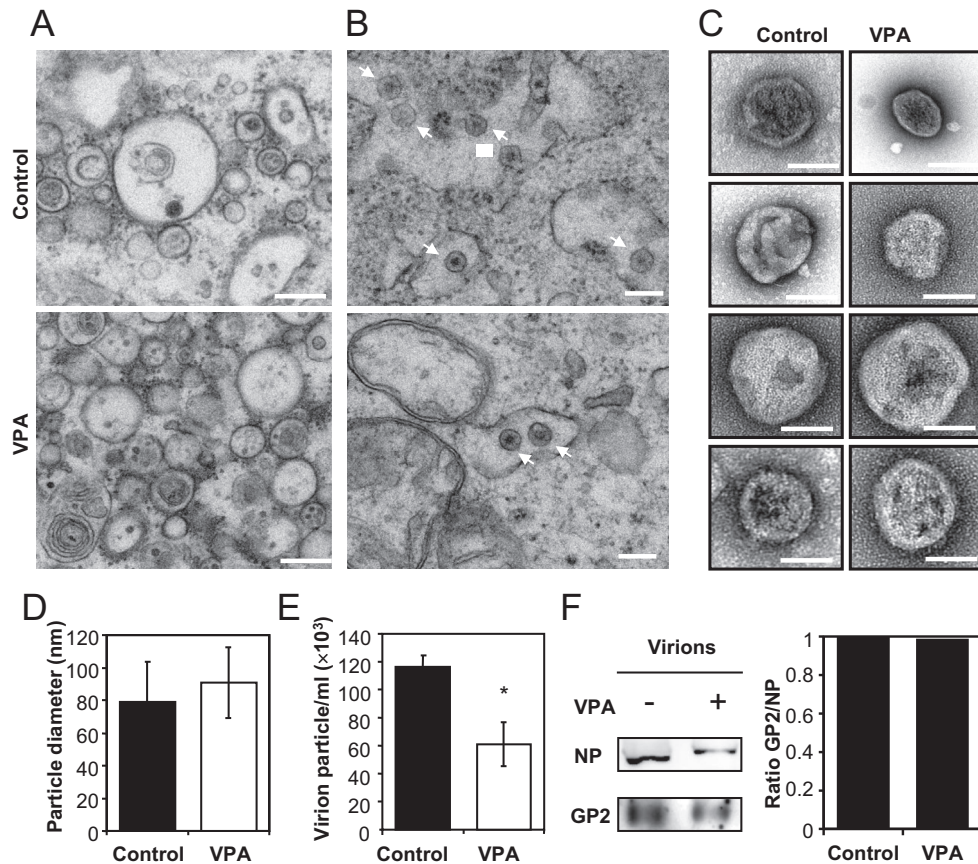 A
B
C
Control VPA
Control
VPA
D
Particle diameter (nm)
120
100
80
60
40
20
0
Control VPA
E
Virion particle/ml (×10³)
140
120
100
80
60
40
20
0
*
Control VPA
F
Virions
VPA - +
NP
GP2
Ratio GP2/NP
1
0.8
0.6
0.4
0.2
0
Control VPA